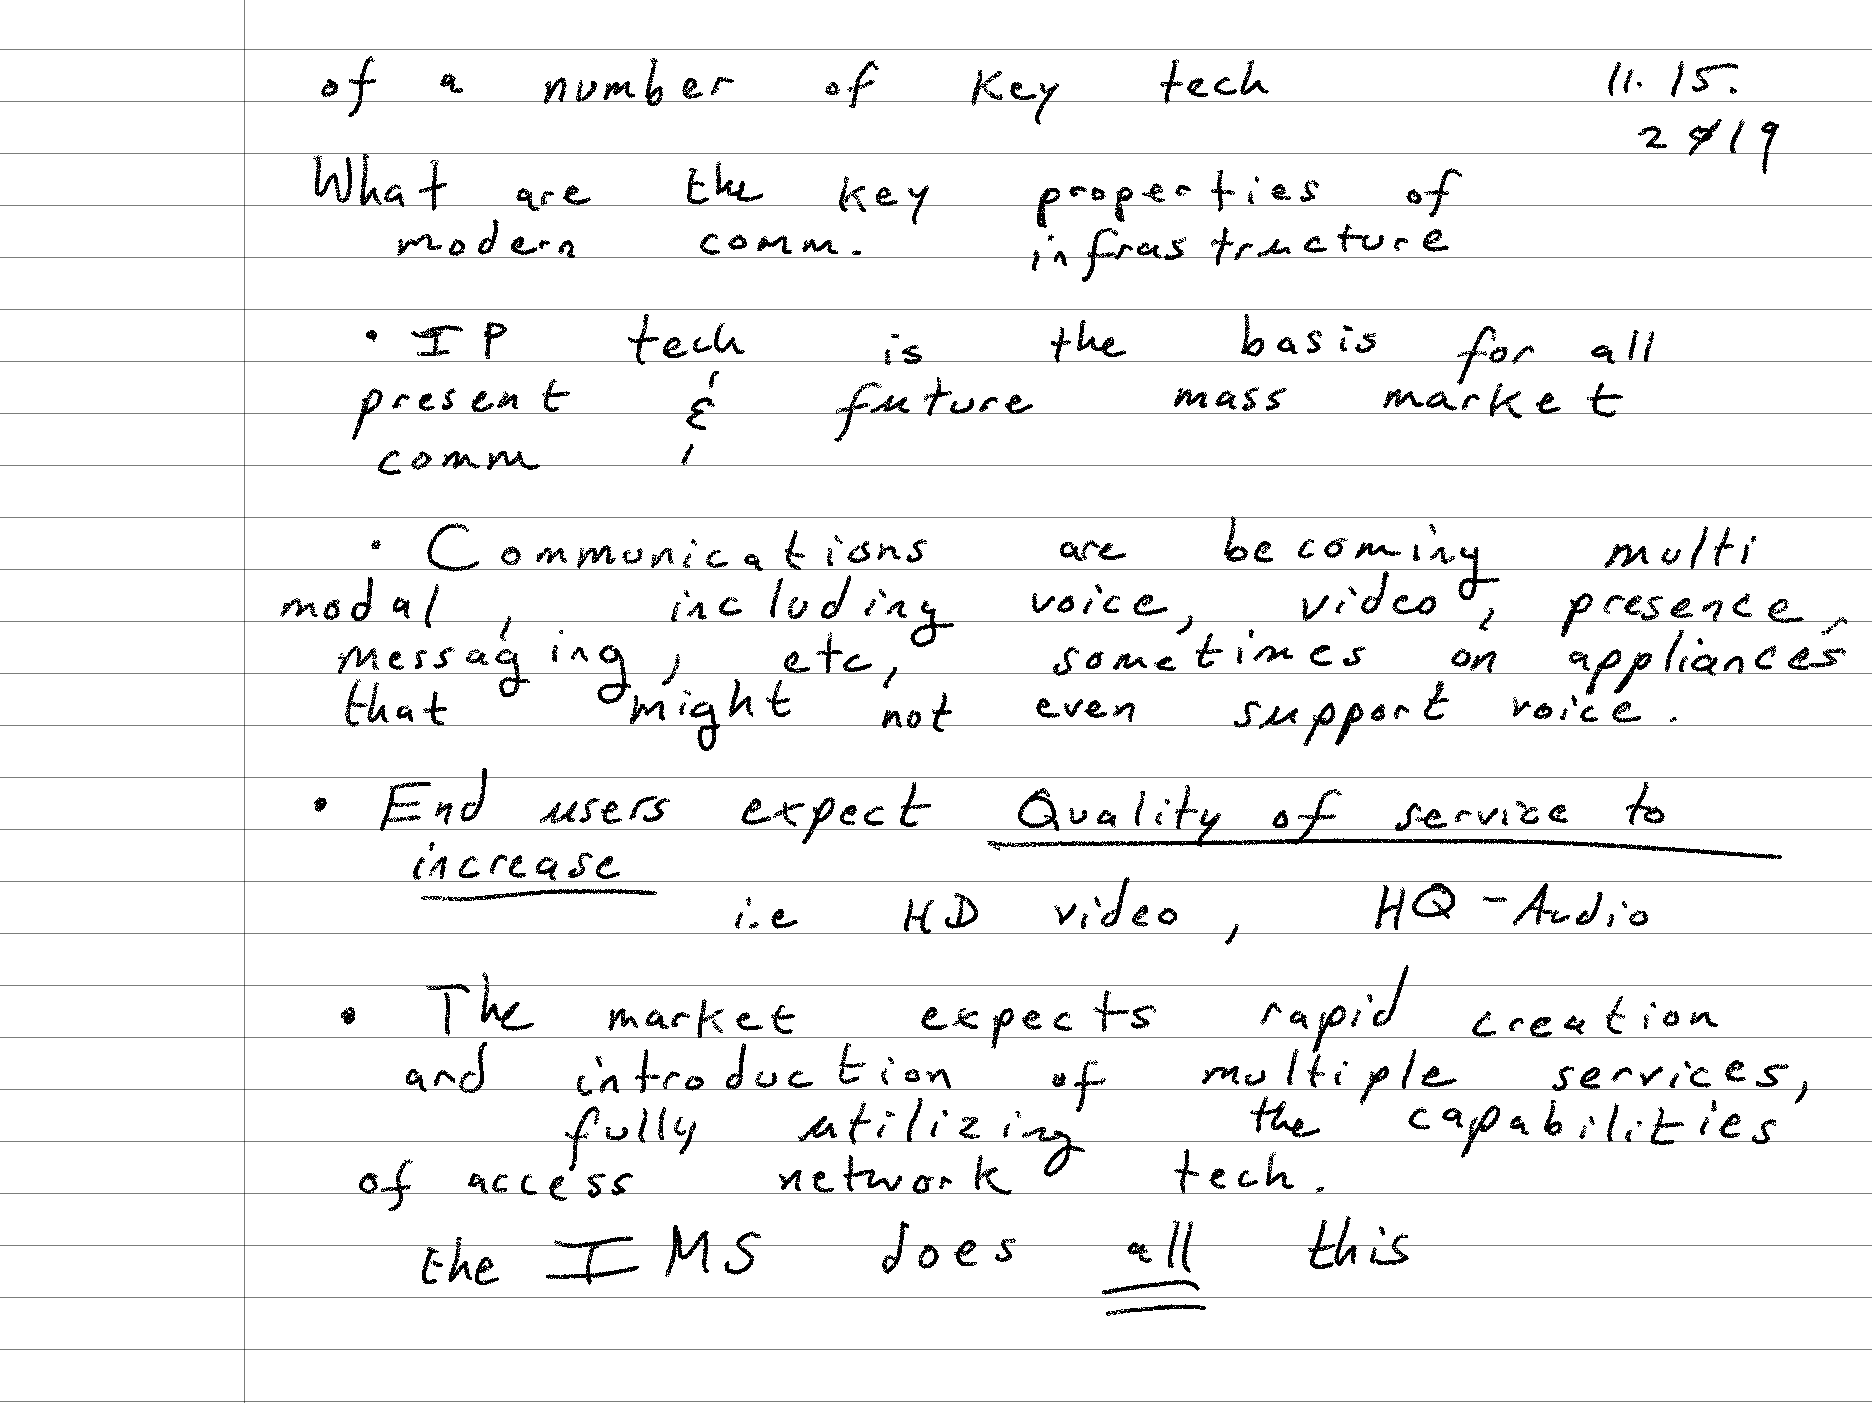 of a number of Key tech 11. 15.
2019
What are the key properties of
modern comm. infrastructure
• IP tech is the basis for all
present & future mass market
comm
• Communications are becoming multi
modal, including voice, video, presence,
messaging, etc, sometimes on appliances
that might not even support voice.
• End users expect Quality of service to
increase
i.e HD video, HQ-Audio
• The market expects rapid creation
and introduction of multiple services,
fully utilizing the capabilities
of access network tech.
the IMS does all this